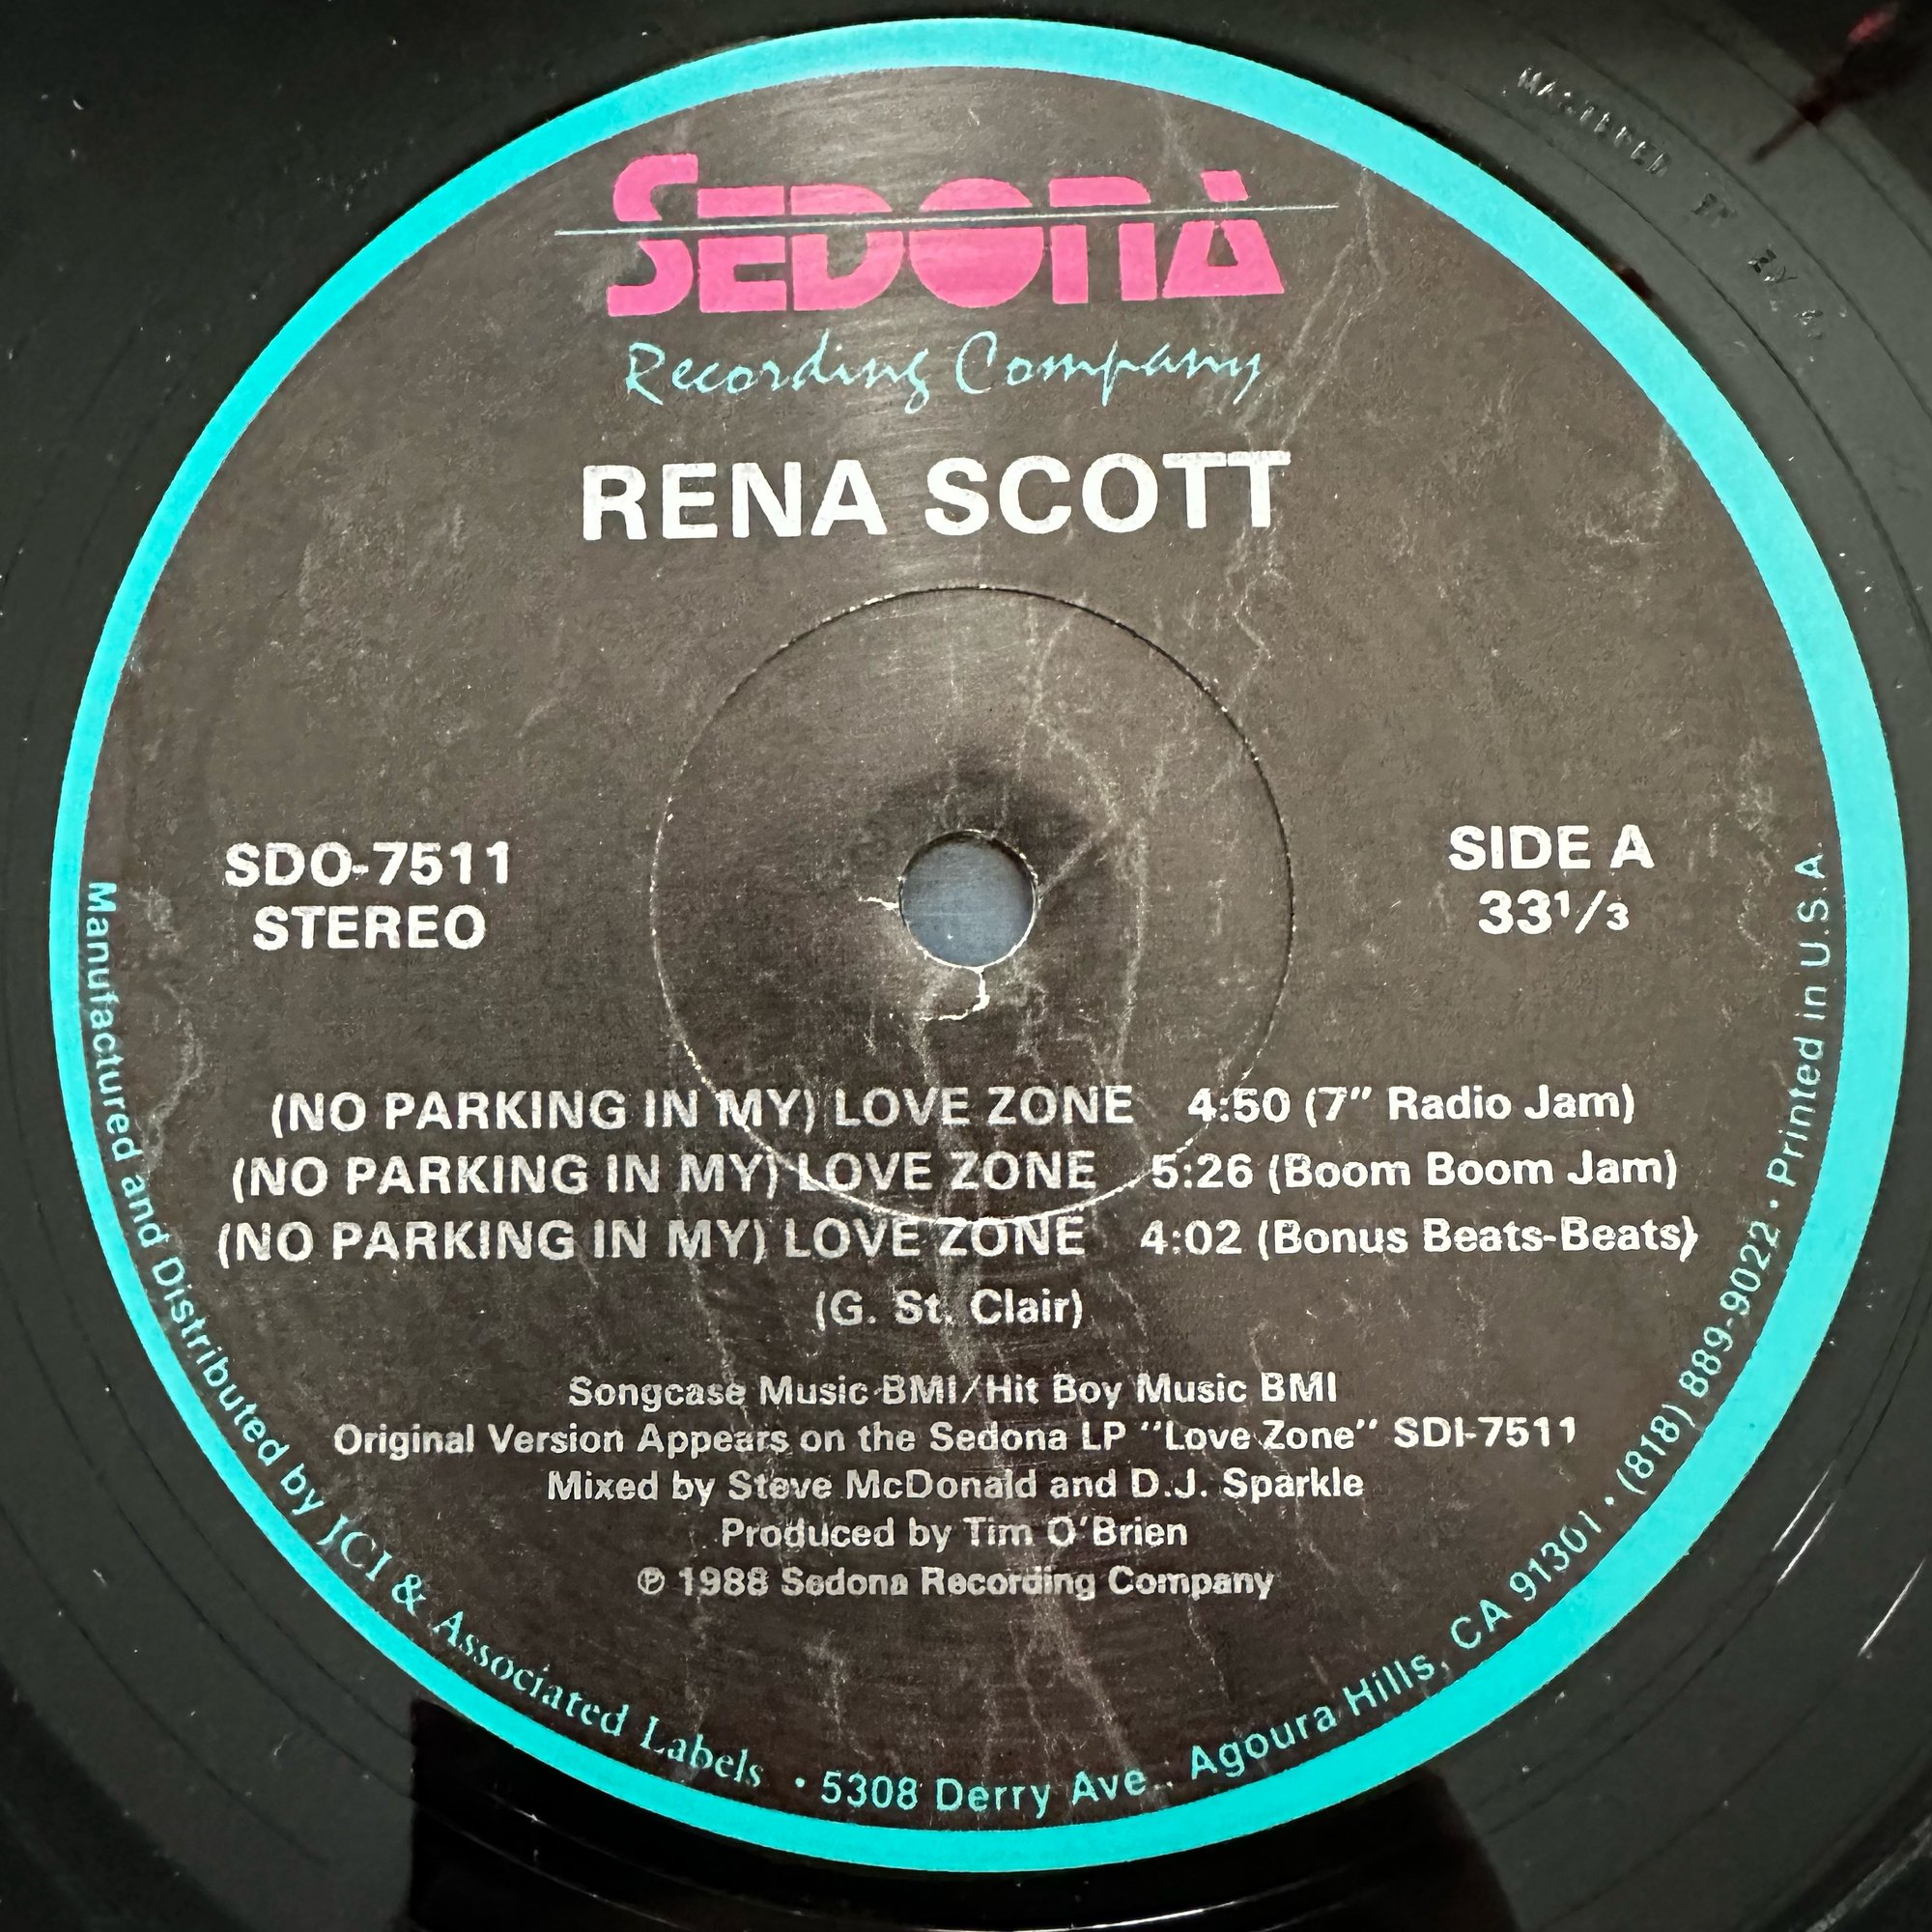 SEDONA
Recording Company
RENA SCOTT
SDO-7511
STEREO
SIDE A
33 1/3
(NO PARKING IN MY) LOVE ZONE 4:50 (7" Radio Jam)
(NO PARKING IN MY) LOVE ZONE 5:26 (Boom Boom Jam)
(NO PARKING IN MY) LOVE ZONE 4:02 (Bonus Beats-Beats)
(G. St. Clair)
Songcase Music BMI/Hit Boy Music BMI
Original Version Appears on the Sedona LP "Love Zone" SDI-7511
Mixed by Steve McDonald and D.J. Sparkle
Produced by Tim O'Brien
℗ 1988 Sedona Recording Company
Manufactured and Distributed by JCI & Associated Labels • 5308 Derry Ave., Agoura Hills, CA 91301 • (818) 889-9022 • Printed in U.S.A.
MASTERED BY